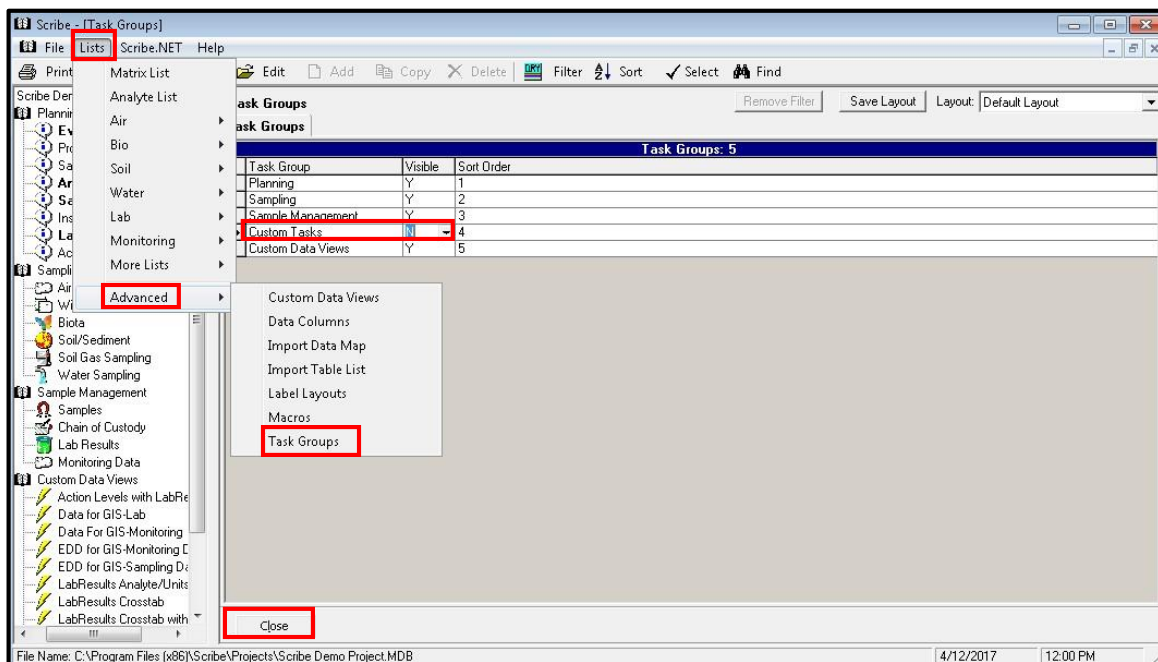 Scribe - [Task Groups]
File Lists Scribe.NET Help
Print Edit Add Copy Delete QRY Filter Sort Select Find
Matrix List
Analyte List
Air
Bio
Soil
Water
Lab
Monitoring
More Lists
Advanced
Custom Data Views
Data Columns
Import Data Map
Import Table List
Label Layouts
Macros
Task Groups
Task Groups Remove Filter Save Layout Layout: Default Layout
Task Groups
Task Groups: 5
Task Group Visible Sort Order
Planning Y 1
Sampling Y 2
Sample Management Y 3
Custom Tasks N 4
Custom Data Views Y 5
Biota
Soil/Sediment
Soil Gas Sampling
Water Sampling
Sample Management
Samples
Chain of Custody
Lab Results
Monitoring Data
Custom Data Views
Action Levels with LabRe
Data for GIS-Lab
Data For GIS-Monitoring
EDD for GIS-Monitoring D
EDD for GIS-Sampling Da
LabResults Analyte/Units
LabResults Crosstab
LabResults Crosstab with
Close
File Name: C:\Program Files (x86)\Scribe\Projects\Scribe Demo Project.MDB 4/12/2017 12:00 PM